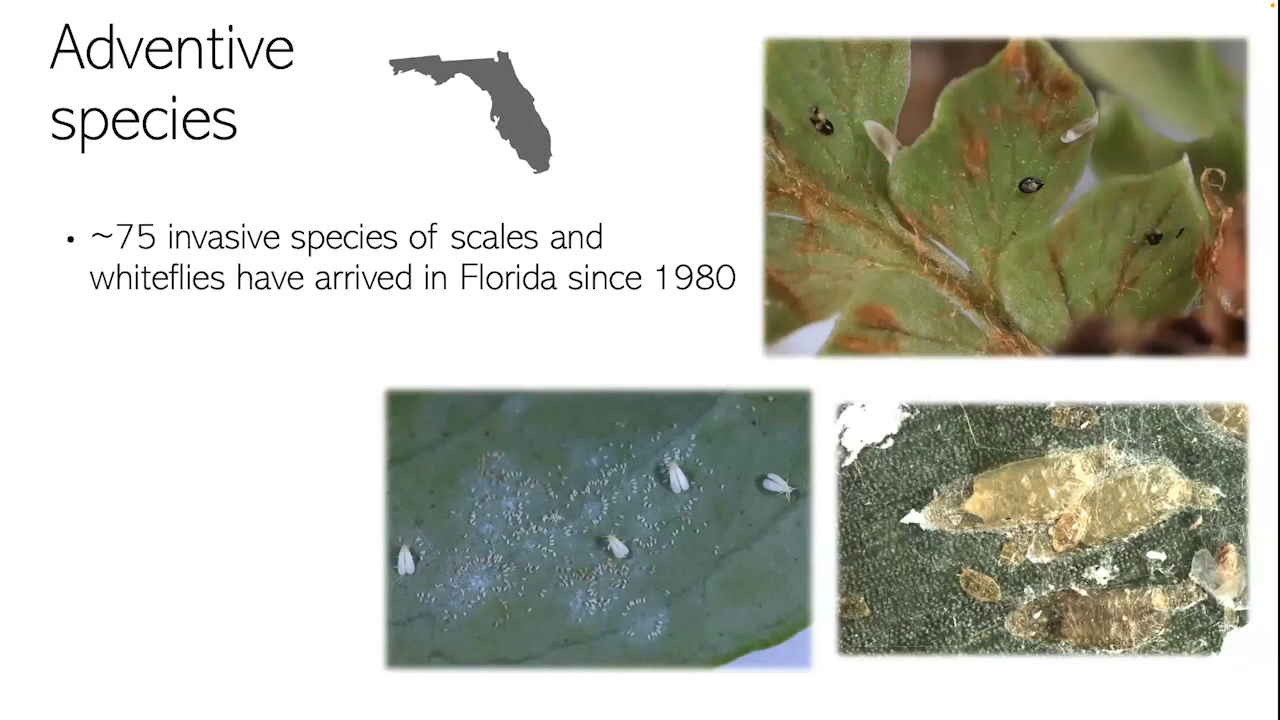 Adventive
species
• ~75 invasive species of scales and
whiteflies have arrived in Florida since 1980